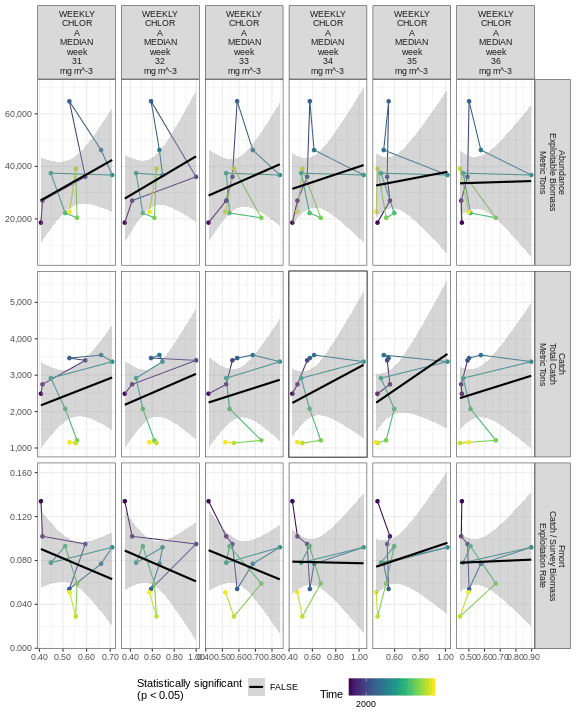 WEEKLY
CHLOR
A
MEDIAN
week
31
mg m^-3
WEEKLY
CHLOR
A
MEDIAN
week
32
mg m^-3
WEEKLY
CHLOR
A
MEDIAN
week
33
mg m^-3
WEEKLY
CHLOR
A
MEDIAN
week
34
mg m^-3
WEEKLY
CHLOR
A
MEDIAN
week
35
mg m^-3
WEEKLY
CHLOR
A
MEDIAN
week
36
mg m^-3
60,000
40,000
20,000
Abundance
Exploitable Biomass
Metric Tons
5,000
4,000
3,000
2,000
1,000
Catch
Total Catch
Metric Tons
0.160
0.120
0.080
0.040
0.000
Fmort
Catch / Survey Biomass
Exploitation Rate
0.40 0.50 0.60 0.70
0.40 0.60 0.80 1.00
0.40 0.50 0.60 0.70 0.80
0.40 0.60 0.80 1.00
0.60 0.80 1.00
0.50 0.60 0.70 0.80 0.90
Statistically significant
(p < 0.05)
FALSE
Time
2000